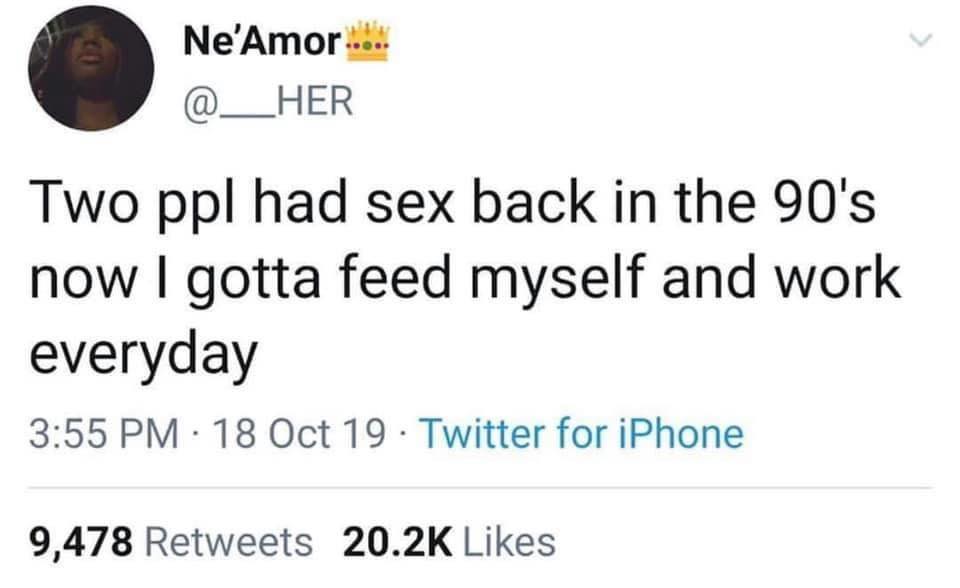 Ne'Amor👑
@___HER
Two ppl had sex back in the 90's
now I gotta feed myself and work
everyday
3:55 PM · 18 Oct 19 · Twitter for iPhone
9,478 Retweets 20.2K Likes